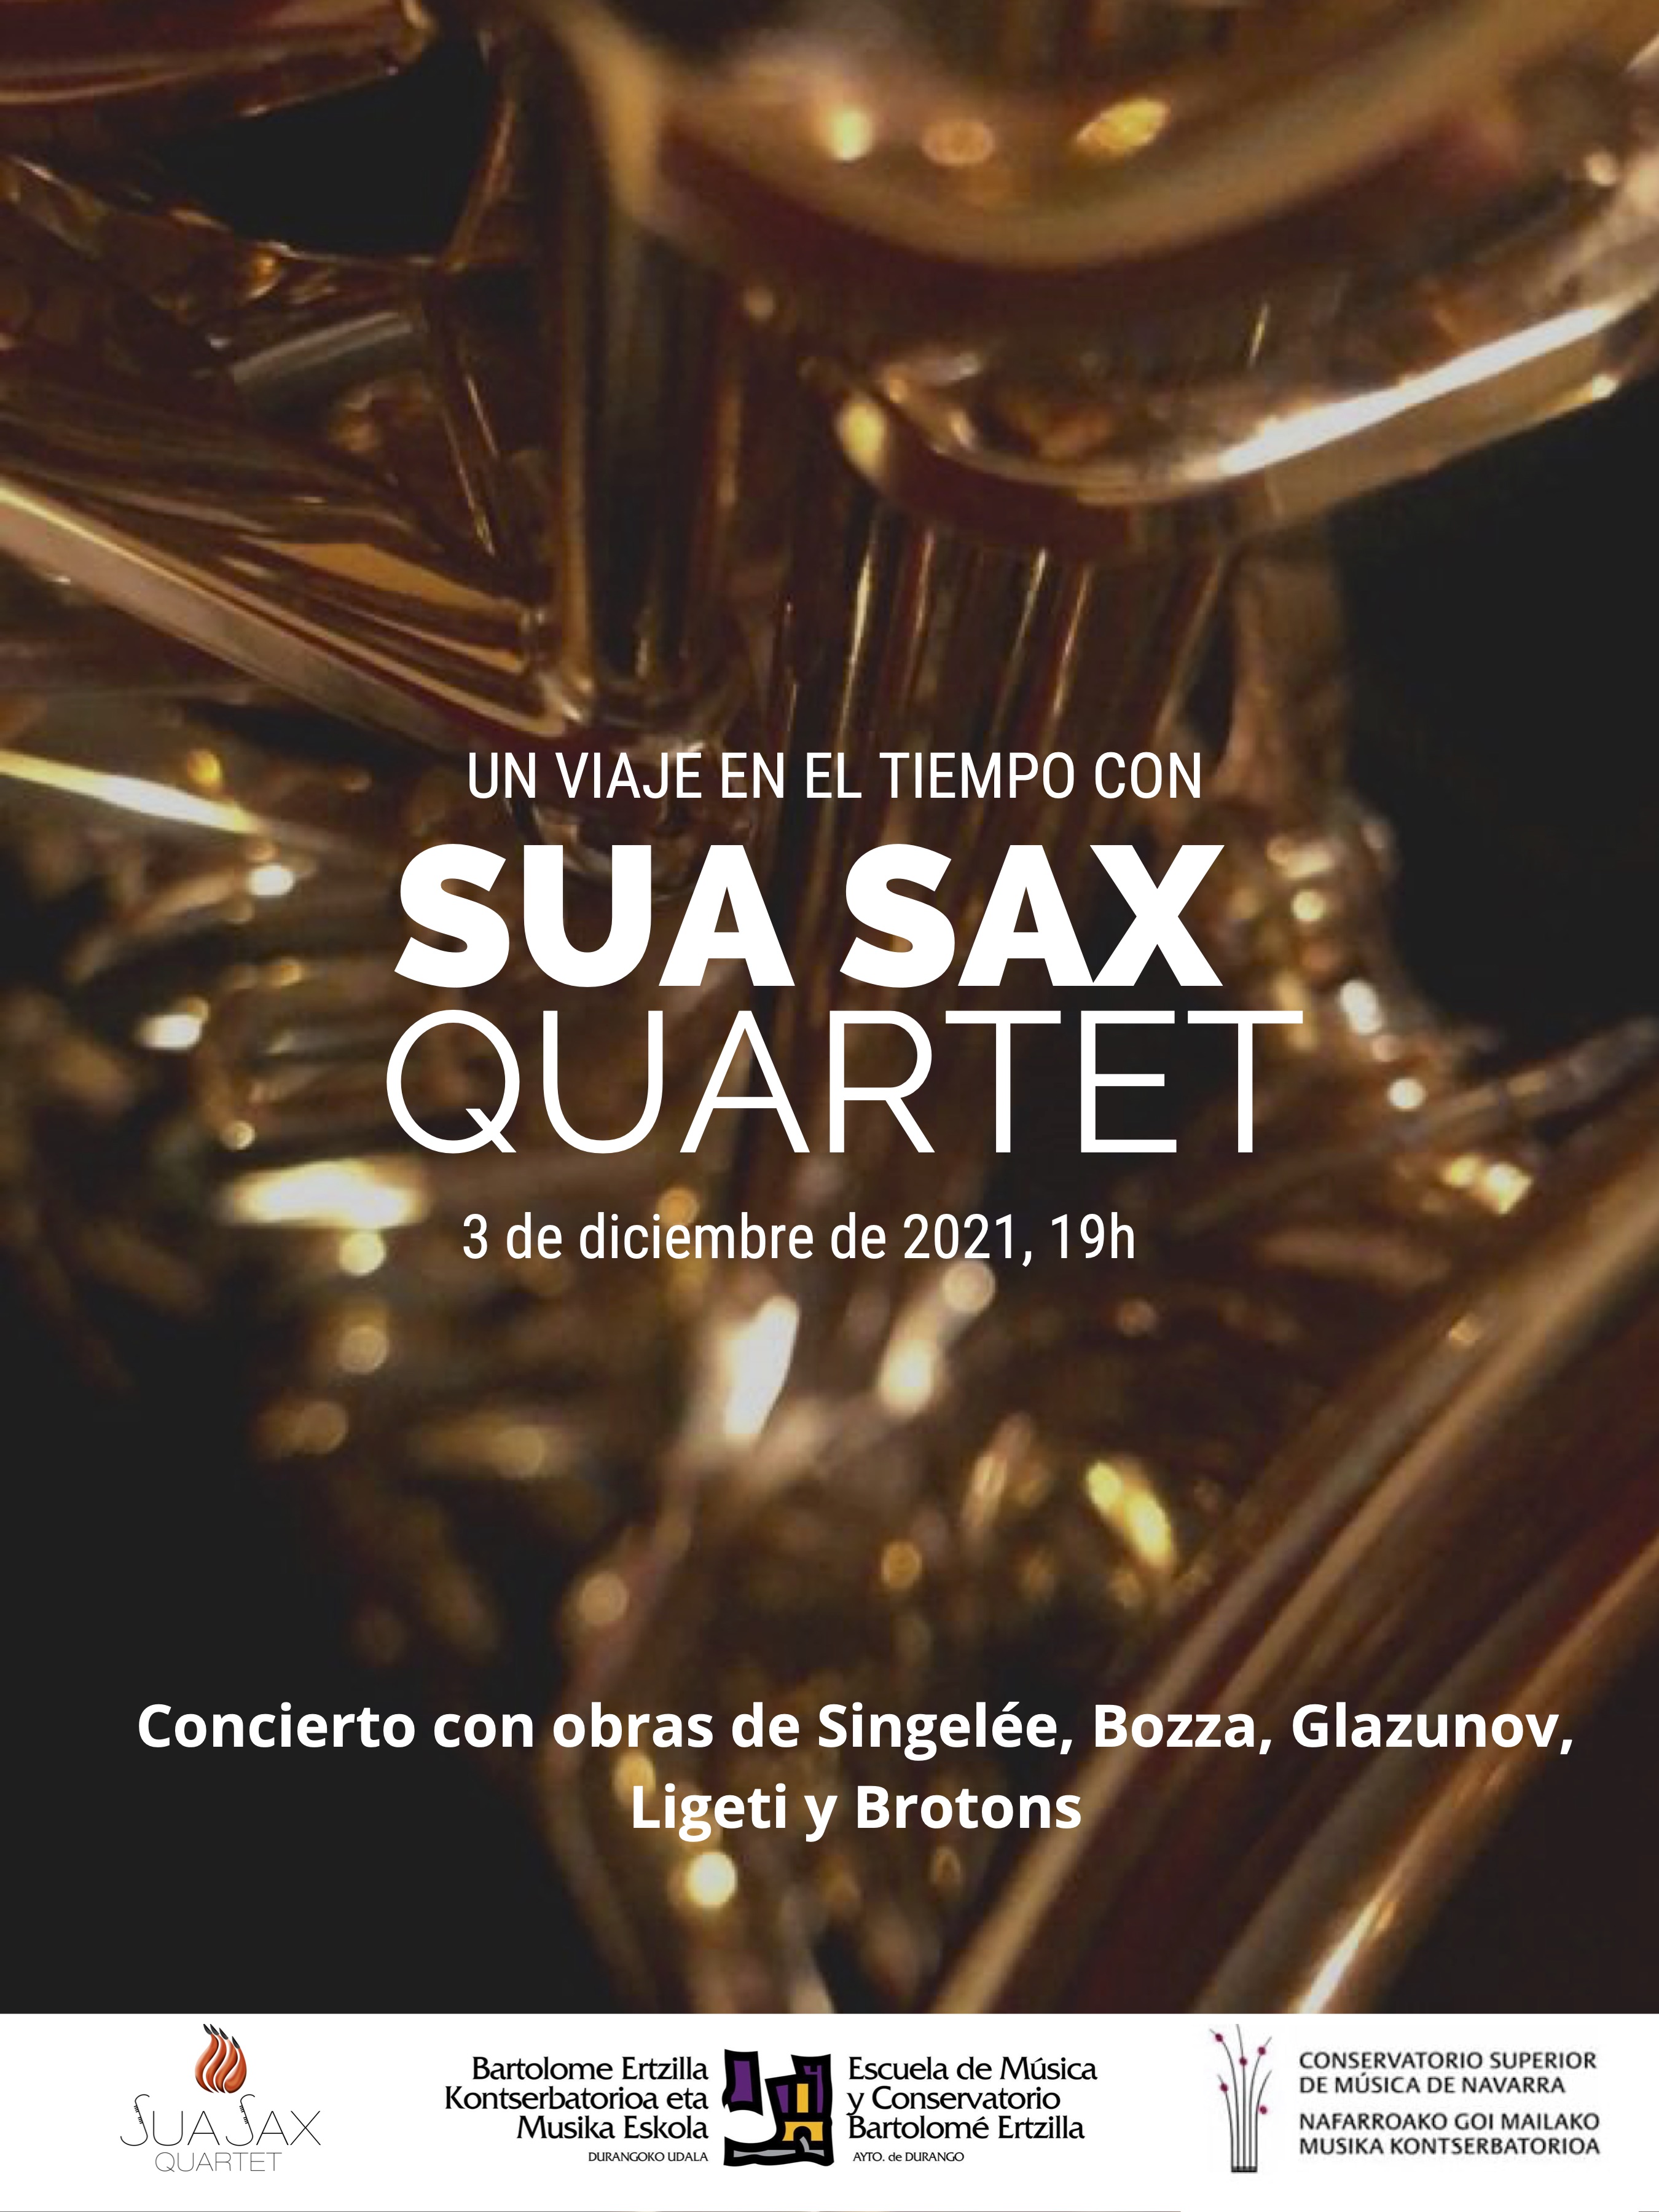 UN VIAJE EN EL TIEMPO CON
SUA SAX
QUARTET
3 de diciembre de 2021, 19h
Concierto con obras de Singelée, Bozza, Glazunov,
Ligeti y Brotons
SUA SAX
QUARTET
Bartolome Ertzilla
Kontserbatorioa eta
Musika Eskola
DURANGOKO UDALA
Escuela de Música
y Conservatorio
Bartolomé Ertzilla
AYTO. de DURANGO
CONSERVATORIO SUPERIOR
DE MÚSICA DE NAVARRA
NAFARROAKO GOI MAILAKO
MUSIKA KONTSERBATORIOA